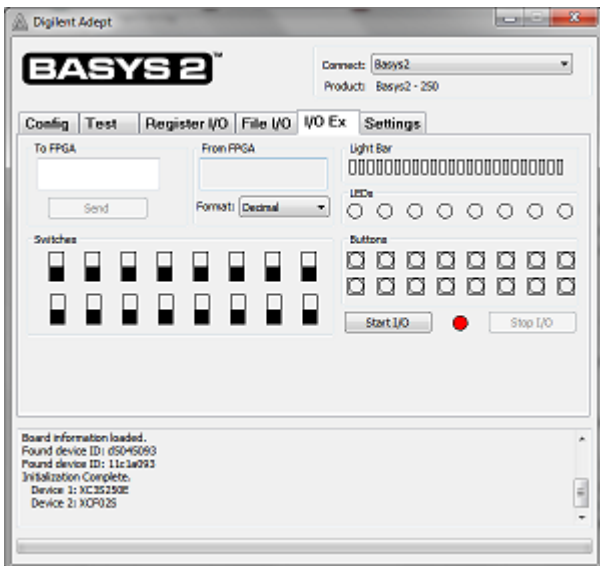 Digilent Adept
BASYS 2™
Connect: Basys2
Product: Basys2 - 250
Config Test Register I/O File I/O I/O Ex Settings
To FPGA From FPGA Light Bar
LEDs
Send Format: Decimal
Switches Buttons
Start I/O Stop I/O
Board information loaded.
Found device ID: d5045093
Found device ID: 11c1a093
Initialization Complete.
Device 1: XC3S250E
Device 2: XCF02S